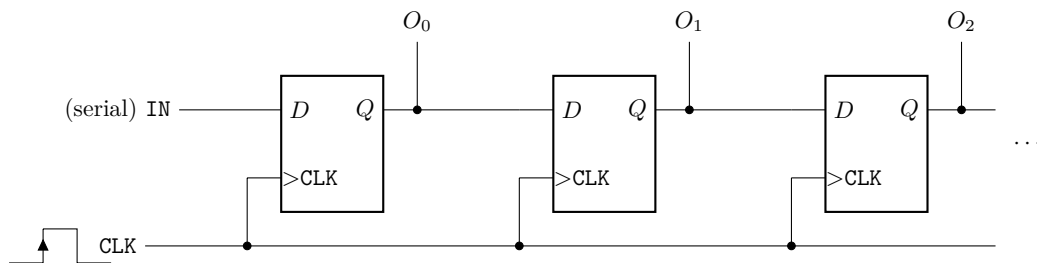 O₀ O₁ O₂
(serial) IN D Q D Q D Q
...
>CLK >CLK >CLK
CLK